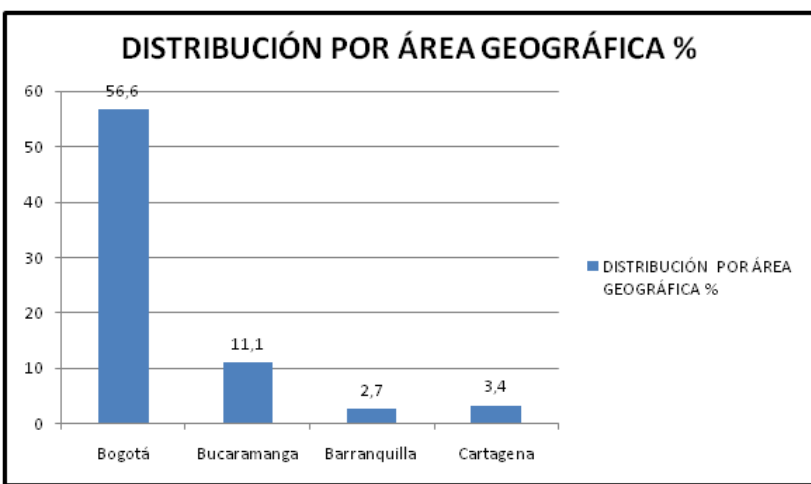 DISTRIBUCIÓN POR ÁREA GEOGRÁFICA %
60
56,6
50
40
30
20
11,1
10
2,7
3,4
0
Bogotá Bucaramanga Barranquilla Cartagena
DISTRIBUCIÓN POR ÁREA
GEOGRÁFICA %